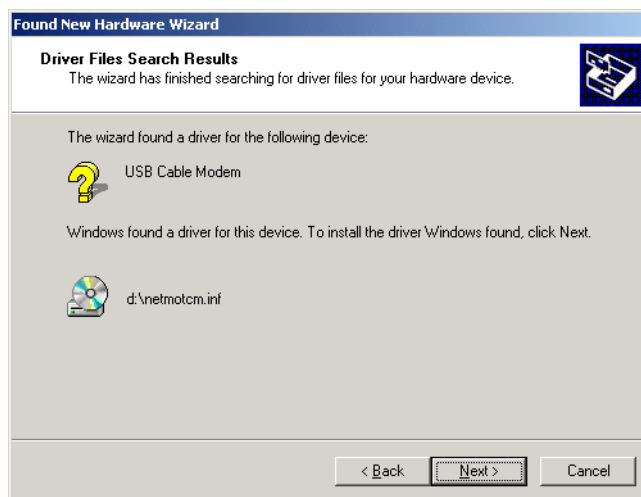 Found New Hardware Wizard
Driver Files Search Results
The wizard has finished searching for driver files for your hardware device.
The wizard found a driver for the following device:
USB Cable Modem
Windows found a driver for this device. To install the driver Windows found, click Next.
d:\netmotcm.inf
< Back Next > Cancel